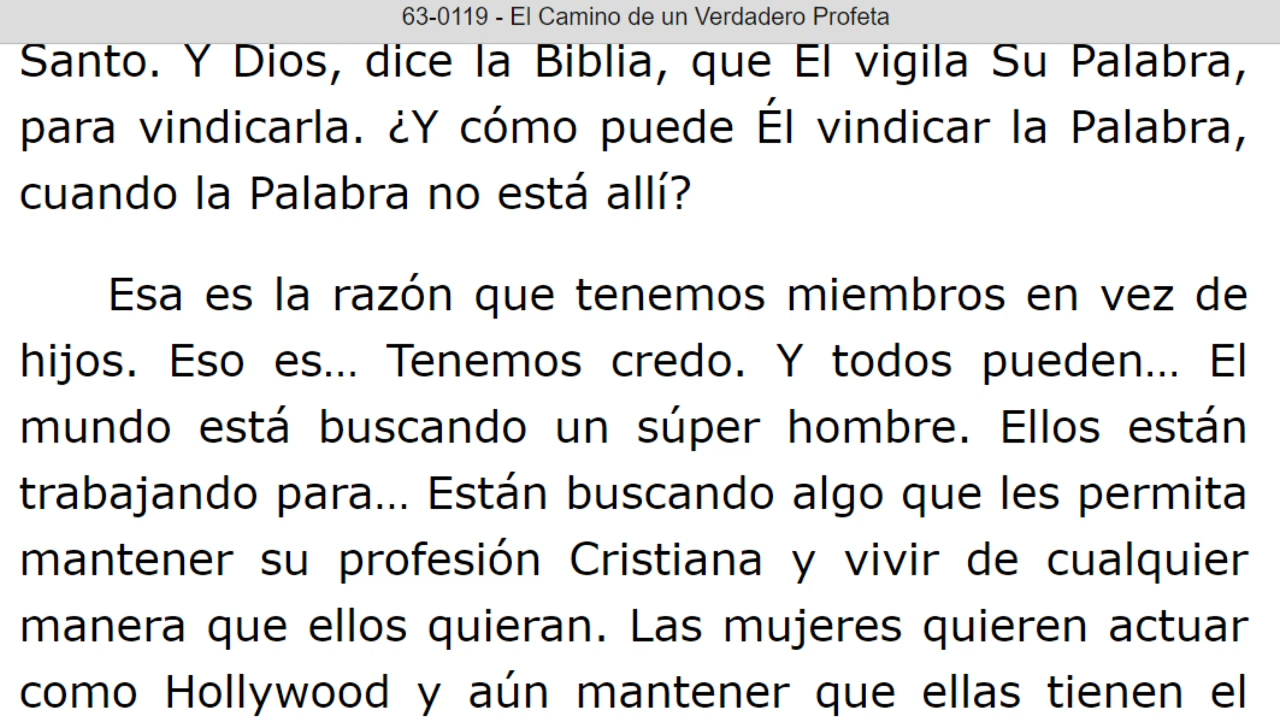 63-0119 - El Camino de un Verdadero Profeta
Santo. Y Dios, dice la Biblia, que Él vigila Su Palabra,
para vindicarla. ¿Y cómo puede Él vindicar la Palabra,
cuando la Palabra no está allí?
Esa es la razón que tenemos miembros en vez de
hijos. Eso es... Tenemos credo. Y todos pueden... El
mundo está buscando un súper hombre. Ellos están
trabajando para... Están buscando algo que les permita
mantener su profesión Cristiana y vivir de cualquier
manera que ellos quieran. Las mujeres quieren actuar
como Hollywood y aún mantener que ellas tienen el